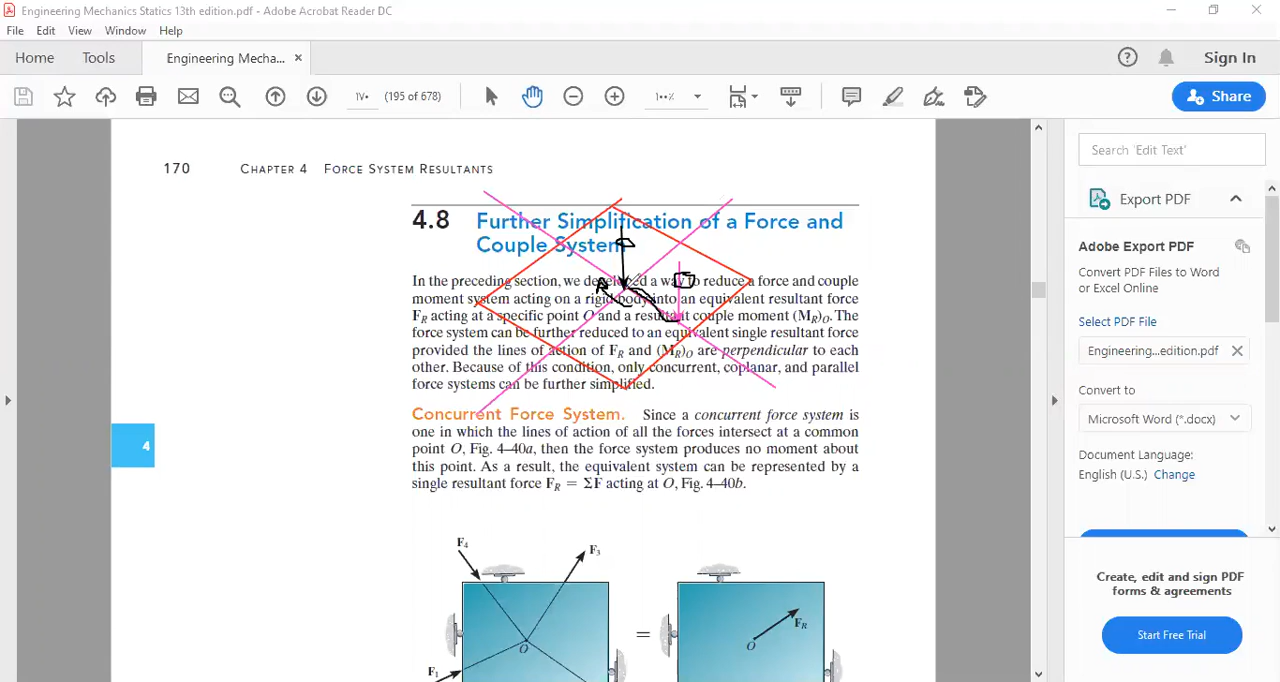 Engineering Mechanics Statics 13th edition.pdf - Adobe Acrobat Reader DC
File Edit View Window Help
Home Tools Engineering Mecha... × Sign In
(195 of 678) Share
170 CHAPTER 4 FORCE SYSTEM RESULTANTS
4.8 Further Simplification of a Force and
Couple System
In the preceding section, we developed a way to reduce a force and couple
moment system acting on a rigid body into an equivalent resultant force
F_R acting at a specific point O and a resultant couple moment (M_R)_O. The
force system can be further reduced to an equivalent single resultant force
provided the lines of action of F_R and (M_R)_O are perpendicular to each
other. Because of this condition, only concurrent, coplanar, and parallel
force systems can be further simplified.
Concurrent Force System. Since a concurrent force system is
one in which the lines of action of all the forces intersect at a common
point O, Fig. 4–40a, then the force system produces no moment about
this point. As a result, the equivalent system can be represented by a
single resultant force F_R = ΣF acting at O, Fig. 4–40b.
4
F4
F3
F_R
=
O
O
F1
Search 'Edit Text'
Export PDF
Adobe Export PDF
Convert PDF Files to Word
or Excel Online
Select PDF File
Engineering...edition.pdf
Convert to
Microsoft Word (*.docx)
Document Language:
English (U.S.) Change
Create, edit and sign PDF
forms & agreements
Start Free Trial